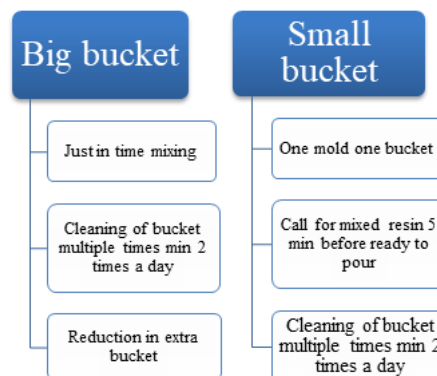 Big bucket
Just in time mixing
Cleaning of bucket
multiple times min 2
times a day
Reduction in extra
bucket
Small
bucket
One mold one bucket
Call for mixed resin 5
min before ready to
pour
Cleaning of bucket
multiple times min 2
times a day